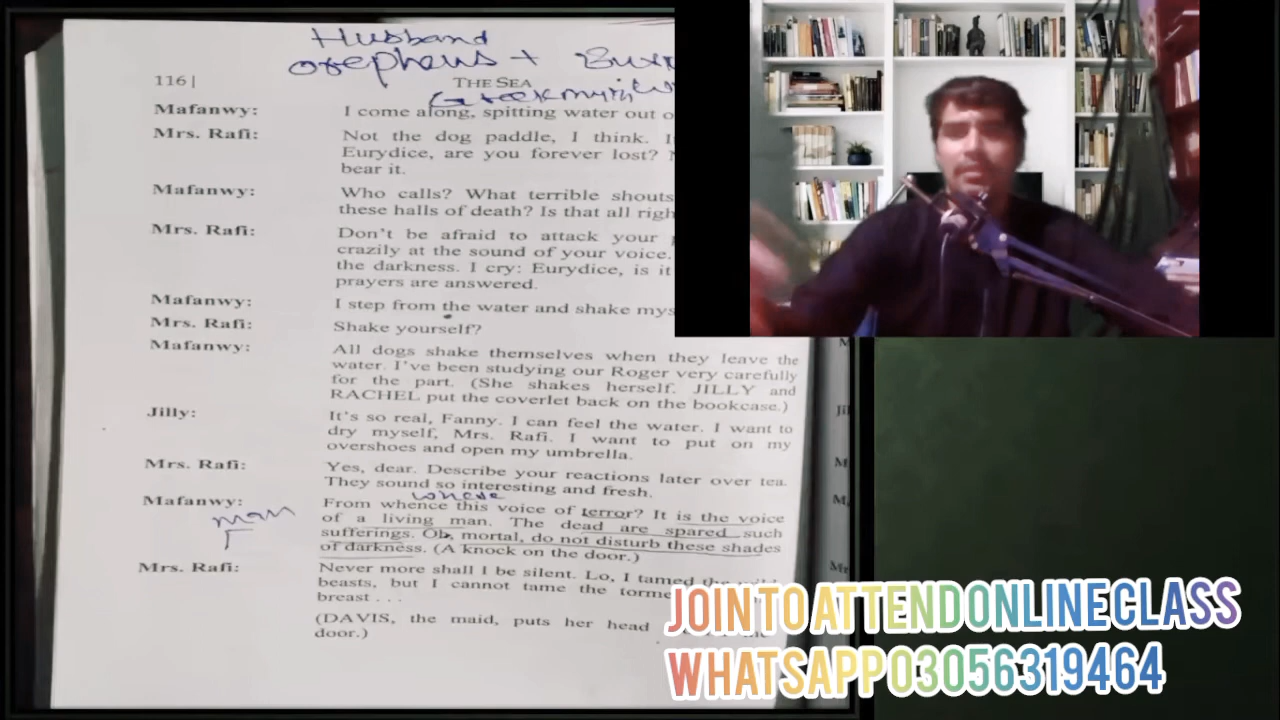 Husband
orephaus +
116 | THE SEA
Mafanwy: I come along, spitting water out o
Mrs. Rafi: Not the dog paddle, I think.
Eurydice, are you forever lost?
bear it.
Mafanwy: Who calls? What terrible shouts
these halls of death? Is that all righ
Mrs. Rafi: Don't be afraid to attack your
crazily at the sound of your voice.
the darkness. I cry: Eurydice, is it
prayers are answered.
Mafanwy: I step from the water and shake mys
Mrs. Rafi: Shake yourself?
Mafanwy: All dogs shake themselves when they leave the
water. I've been studying our Roger very carefully
for the part. (She shakes herself. JILLY and
RACHEL put the coverlet back on the bookcase.)
Jilly: It's so real, Fanny. I can feel the water. I want to
dry myself, Mrs. Rafi. I want to put on my
overshoes and open my umbrella.
Mrs. Rafi: Yes, dear. Describe your reactions later over tea.
They sound so interesting and fresh.
where
Mafanwy: From whence this voice of terror? It is the voice
man
of a living man. The dead are spared such
sufferings. Oh, mortal, do not disturb these shades
of darkness. (A knock on the door.)
Mrs. Rafi: Never more shall I be silent. Lo, I tamed the
beasts, but I cannot tame the
breast . . .
(DAVIS, the maid, puts her head
door.)
JOIN TO ATTEND ONLINE CLASS
WHATSAPP 03056319464